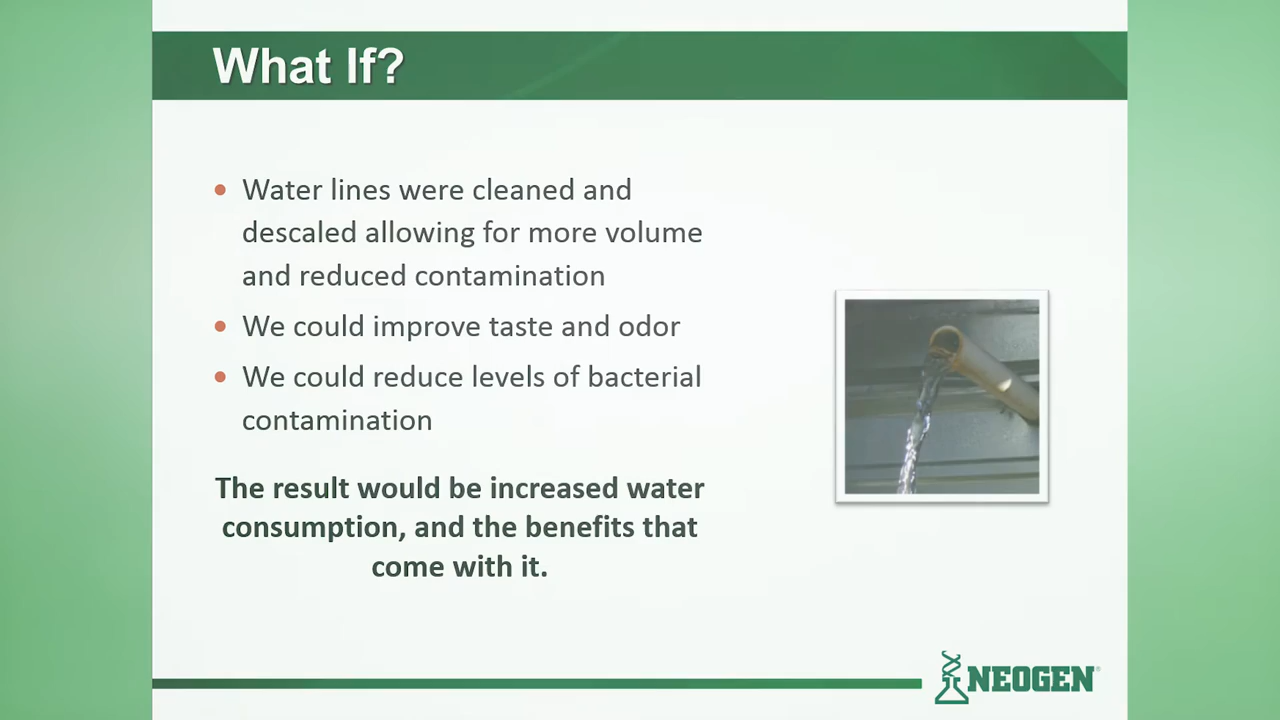 What If?
• Water lines were cleaned and
descaled allowing for more volume
and reduced contamination
• We could improve taste and odor
• We could reduce levels of bacterial
contamination
The result would be increased water
consumption, and the benefits that
come with it.
NEOGEN®